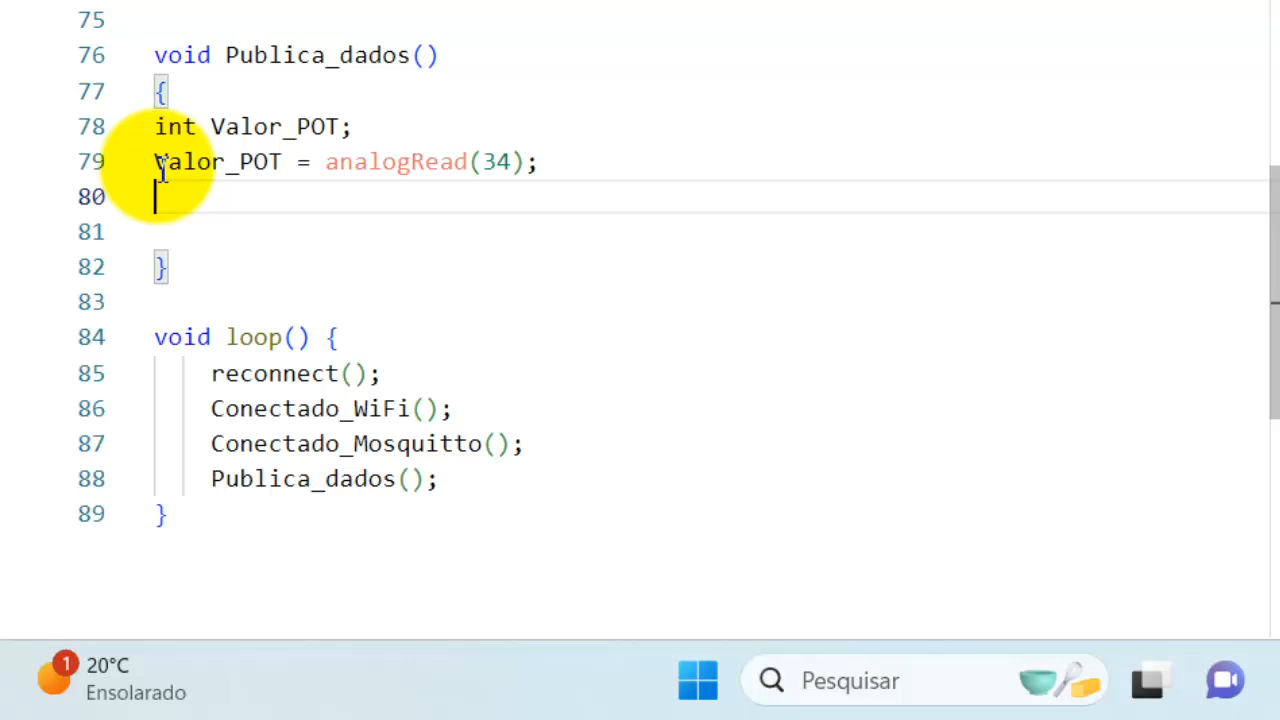 75
76 void Publica_dados()
77 {
78 int Valor_POT;
79 Valor_POT = analogRead(34);
80
81
82 }
83
84 void loop() {
85 reconnect();
86 Conectado_WiFi();
87 Conectado_Mosquitto();
88 Publica_dados();
89 }
1
20°C
Ensolarado
Pesquisar